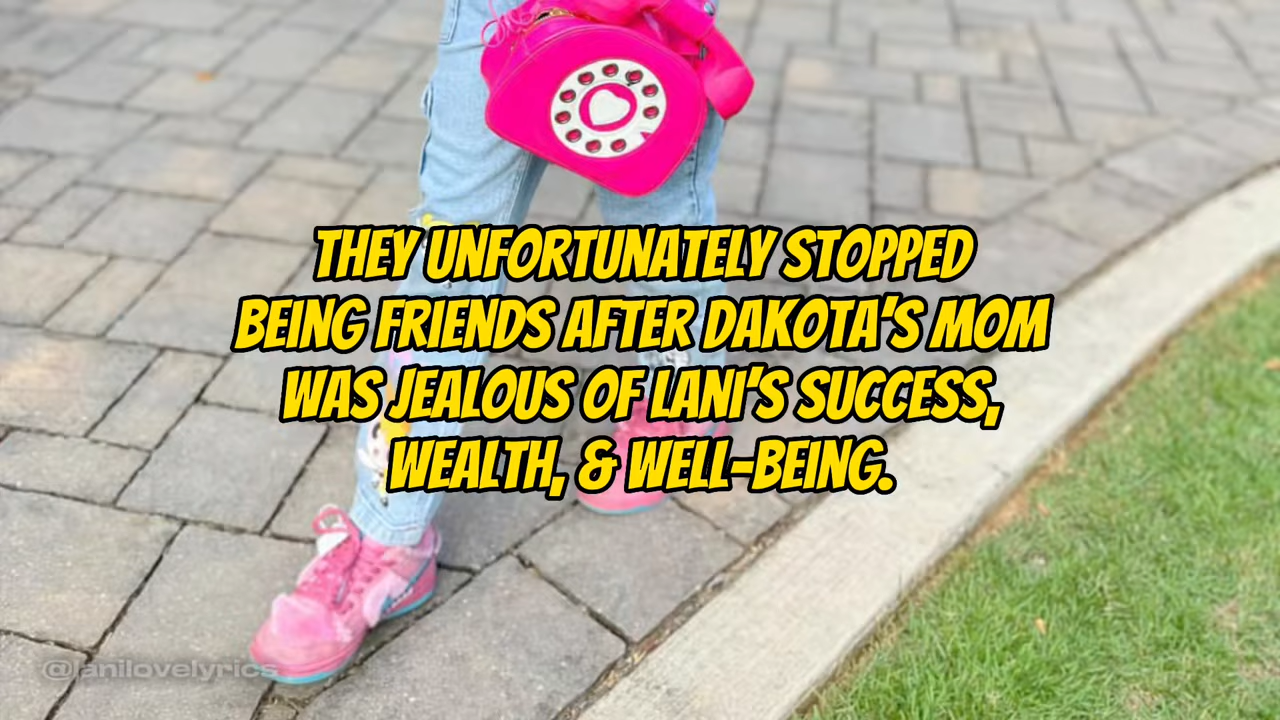 THEY UNFORTUNATELY STOPPED
BEING FRIENDS AFTER DAKOTA'S MOM
WAS JEALOUS OF LANI'S SUCCESS,
WEALTH, & WELL-BEING.
@lanilovelyrics